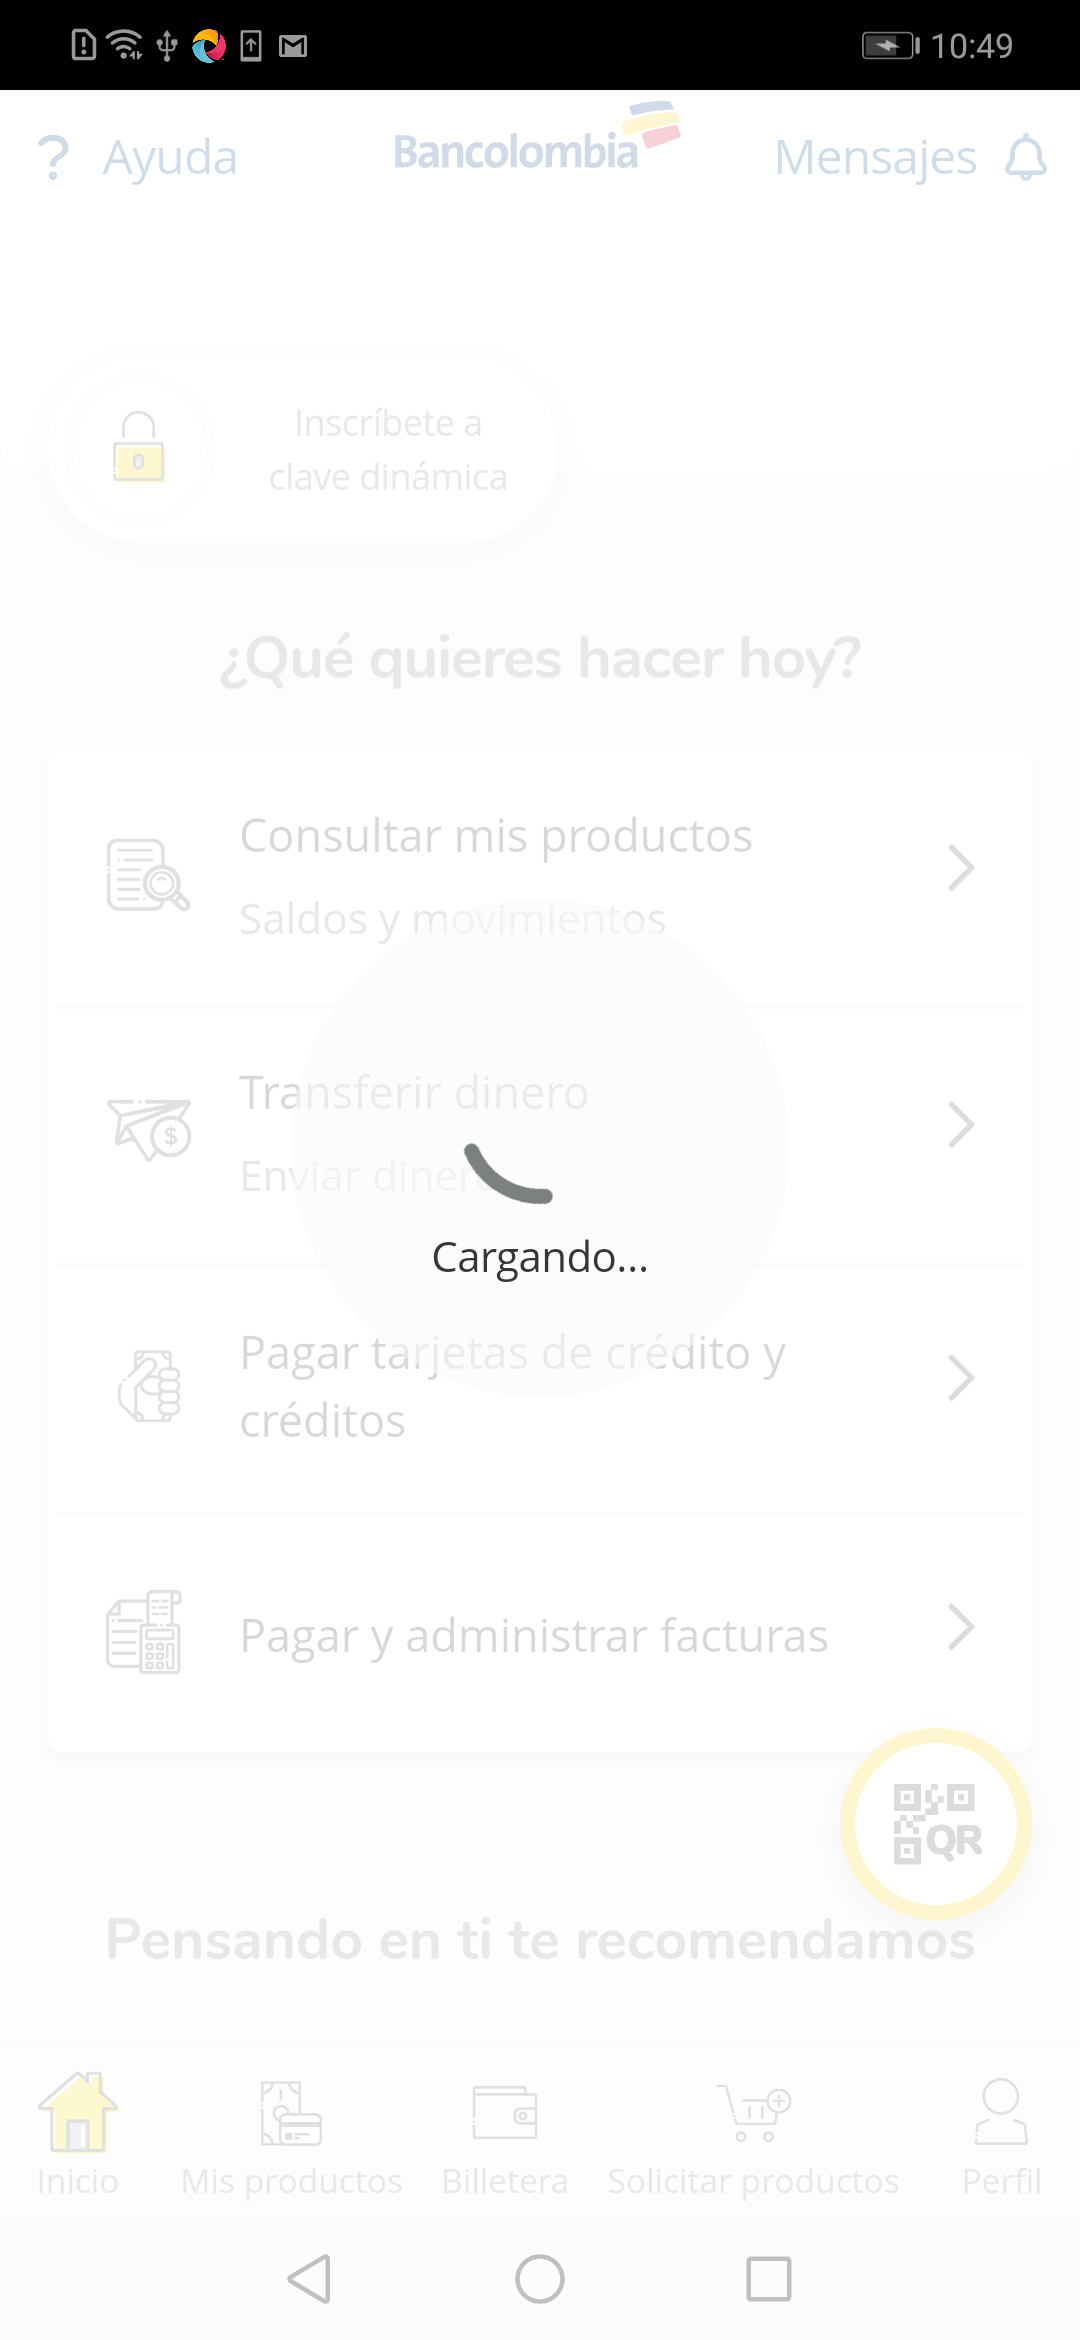 10:49
Ayuda
Bancolombia
Mensajes
Inscríbete a
clave dinámica
¿Qué quieres hacer hoy?
Consultar mis productos
Saldos y movimientos
Transferir dinero
Enviar dinero
Cargando...
Pagar tarjetas de crédito y
créditos
Pagar y administrar facturas
QR
Pensando en ti te recomendamos
Inicio
Mis productos
Billetera
Solicitar productos
Perfil